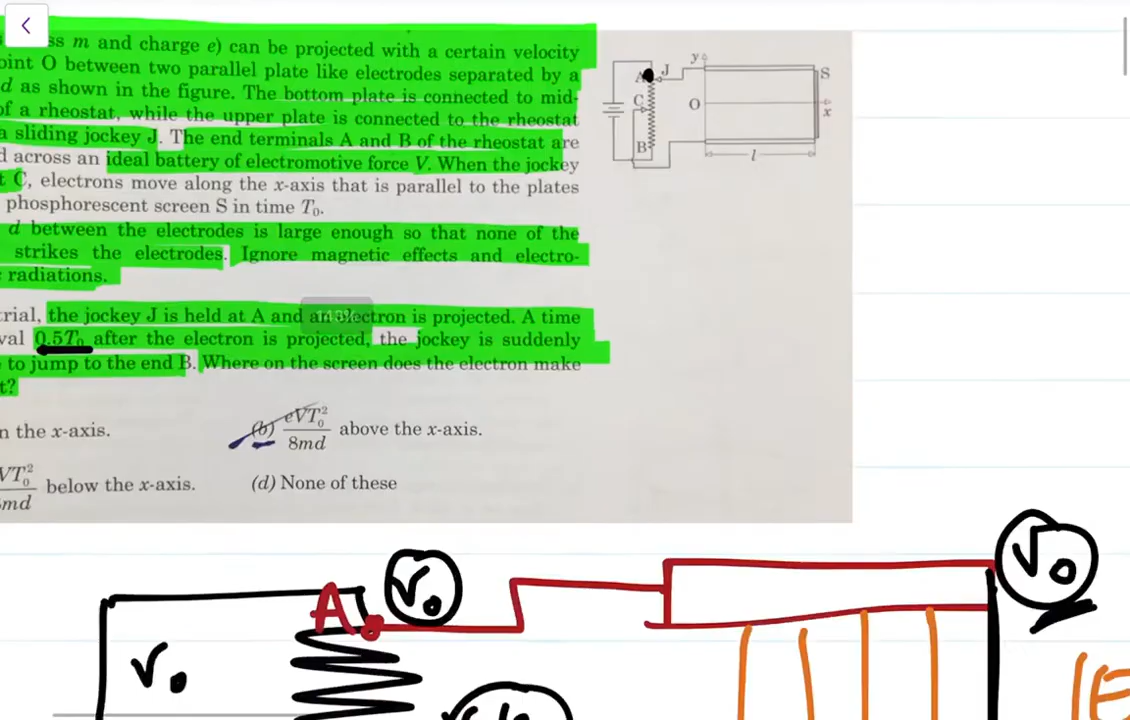 ss m and charge e) can be projected with a certain velocity
oint O between two parallel plate like electrodes separated by a
d as shown in the figure. The bottom plate is connected to mid-
of a rheostat, while the upper plate is connected to the rheostat
a sliding jockey J. The end terminals A and B of the rheostat are
d across an ideal battery of electromotive force V. When the jockey
t C, electrons move along the x-axis that is parallel to the plates
phosphorescent screen S in time T₀.
d between the electrodes is large enough so that none of the
strikes the electrodes. Ignore magnetic effects and electro-
radiations.
trial, the jockey J is held at A and an electron is projected. A time
val 0.5T₀ after the electron is projected, the jockey is suddenly
to jump to the end B. Where on the screen does the electron make
t?
n the x-axis.
(b) eVT₀²/8md above the x-axis.
VT₀²/md below the x-axis.
(d) None of these
y
A
J
S
C
O
x
B
l
A
V₀
V₀
V₀